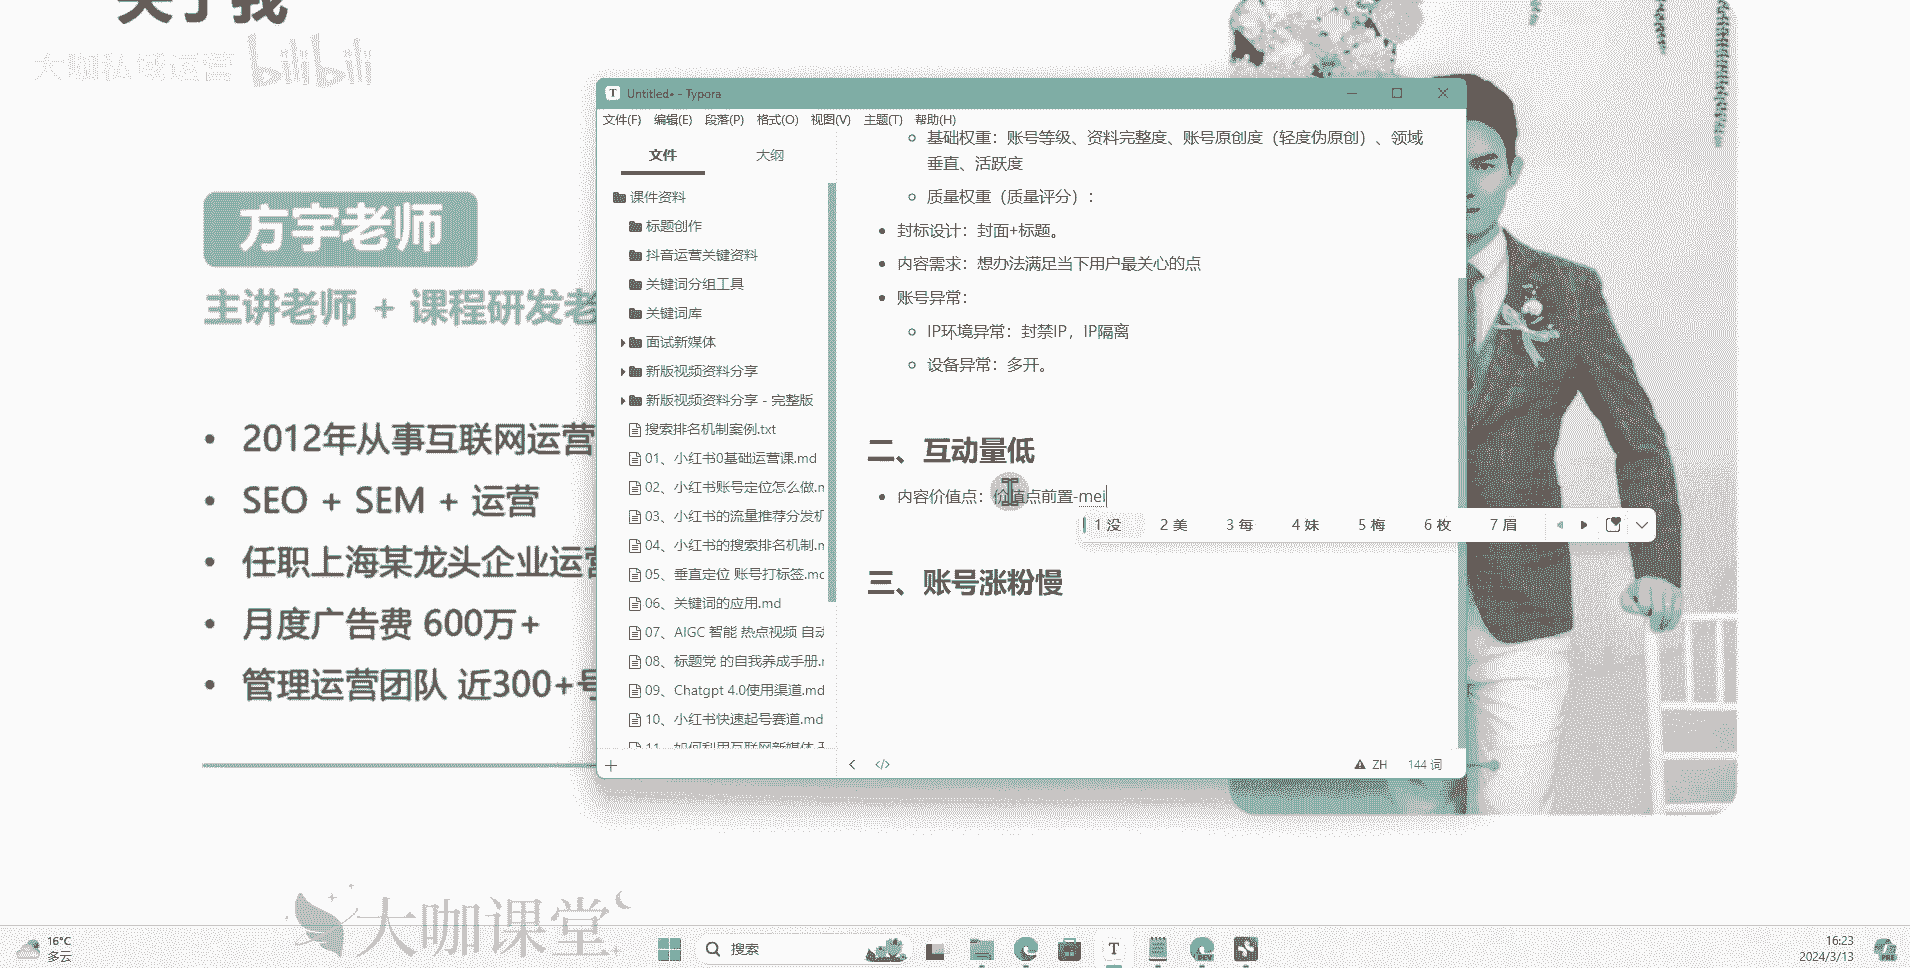 关于我
大咖私域运营 bilibili
方宇老师
主讲老师 + 课程研发老
2012年从事互联网运营
SEO + SEM + 运营
任职上海某龙头企业运营
月度广告费 600万+
管理运营团队 近300+号
Untitled• - Typora
文件(F) 编辑(E) 段落(P) 格式(O) 视图(V) 主题(T) 帮助(H)
文件 大纲
课件资料
标题创作
抖音运营关键资料
关键词分组工具
关键词库
面试新媒体
新版视频资料分享
新版视频资料分享 - 完整版
搜索排名机制案例.txt
01、小红书0基础运营课.md
02、小红书账号定位怎么做.m
03、小红书的流量推荐分发机
04、小红书的搜索排名机制.m
05、垂直定位 账号打标签.mc
06、关键词的应用.md
07、AIGC 智能 热点视频 自动
08、标题党 的自我养成手册.r
09、Chatgpt 4.0使用渠道.md
10、小红书快速起号赛道.md
11、如何利用互联网新媒体
基础权重：账号等级、资料完整度、账号原创度（轻度伪原创）、领域
垂直、活跃度
质量权重（质量评分）：
封标设计：封面+标题。
内容需求：想办法满足当下用户最关心的点
账号异常：
IP环境异常：封禁IP，IP隔离
设备异常：多开。
二、互动量低
内容价值点：价值点前置-mei
1 没 2 美 3 每 4 妹 5 梅 6 枚 7 眉
三、账号涨粉慢
ZH 144 词
大咖课堂
16°C
多云
搜索
DEV
PRE
16:23
2024/3/13